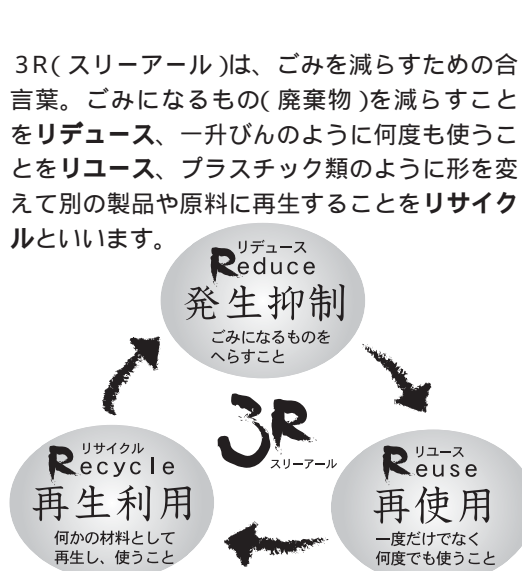 3R(スリーアール)は、ごみを減らすための合
言葉。ごみになるもの(廃棄物)を減らすこと
をリデュース、一升びんのように何度も使うこ
とをリユース、プラスチック類のように形を変
えて別の製品や原料に再生することをリサイク
ルといいます。
リデュース
Reduce
発生抑制
ごみになるものを
へらすこと
3R
スリーアール
リサイクル
Recycle
再生利用
何かの材料として
再生し、使うこと
リユース
Reuse
再使用
一度だけでなく
何度でも使うこと